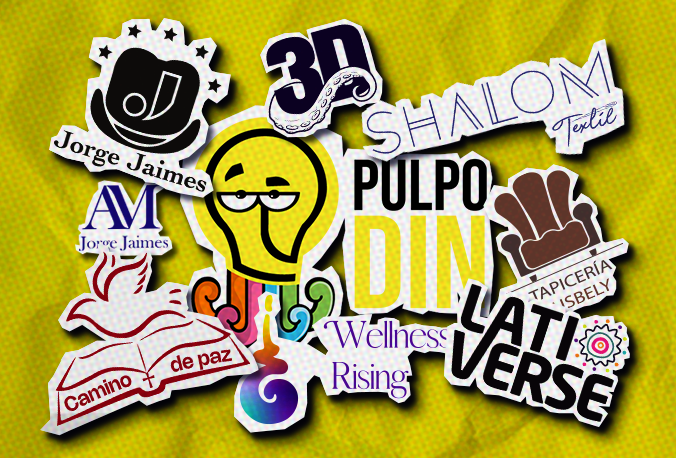 Jorge Jaimes
3D
SHALOM
Textil
AM
Jorge Jaimes
PULPO
DIN
TAPICERÍA
LATI
VERSE
Wellness
Rising
Camino
de paz